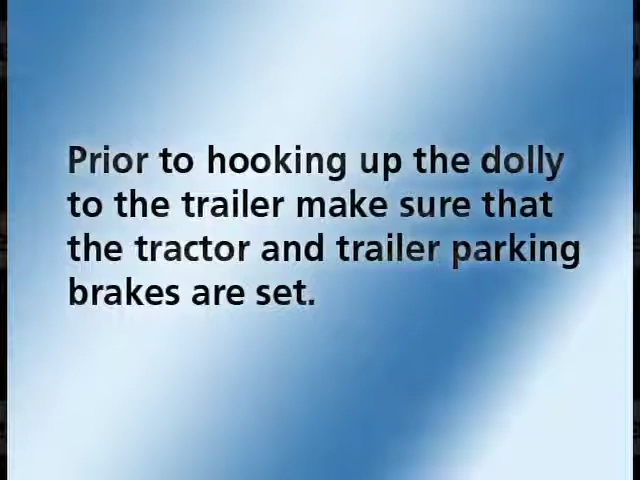 Prior to hooking up the dolly
to the trailer make sure that
the tractor and trailer parking
brakes are set.